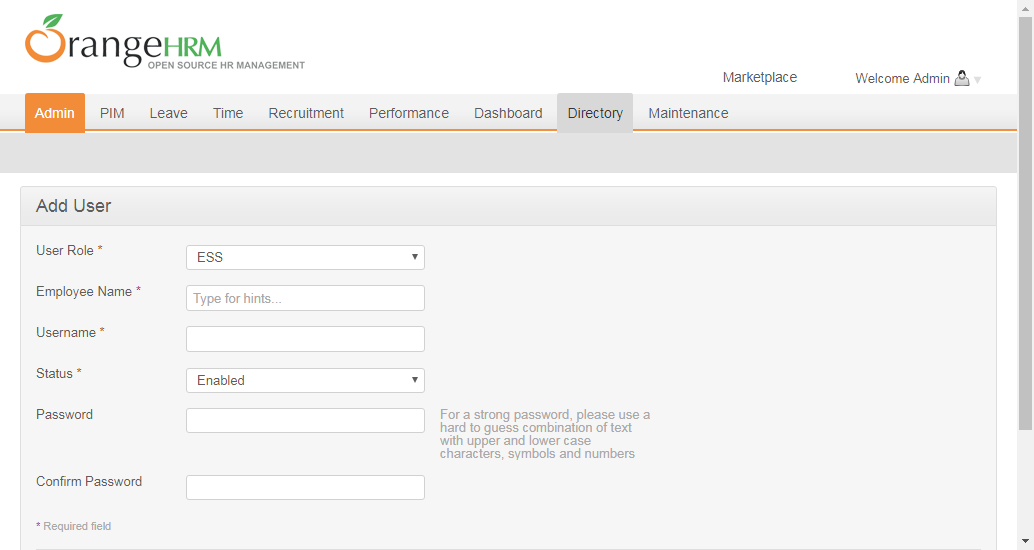 OrangeHRM
OPEN SOURCE HR MANAGEMENT
Marketplace Welcome Admin
Admin PIM Leave Time Recruitment Performance Dashboard Directory Maintenance
Add User
User Role * ESS
Employee Name * Type for hints...
Username *
Status * Enabled
Password For a strong password, please use a
hard to guess combination of text
with upper and lower case
characters, symbols and numbers
Confirm Password
* Required field